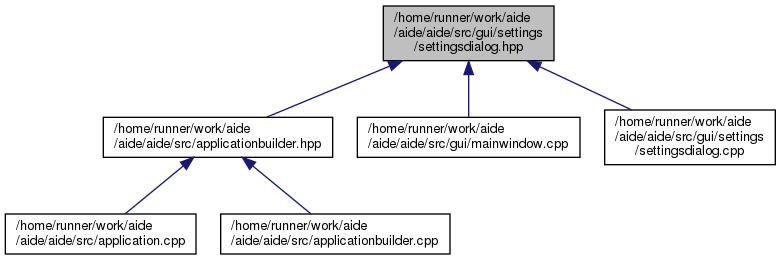 /home/runner/work/aide
/aide/aide/src/gui/settings
/settingsdialog.hpp
/home/runner/work/aide
/aide/aide/src/applicationbuilder.hpp
/home/runner/work/aide
/aide/aide/src/gui/mainwindow.cpp
/home/runner/work/aide
/aide/aide/src/gui/settings
/settingsdialog.cpp
/home/runner/work/aide
/aide/aide/src/application.cpp
/home/runner/work/aide
/aide/aide/src/applicationbuilder.cpp